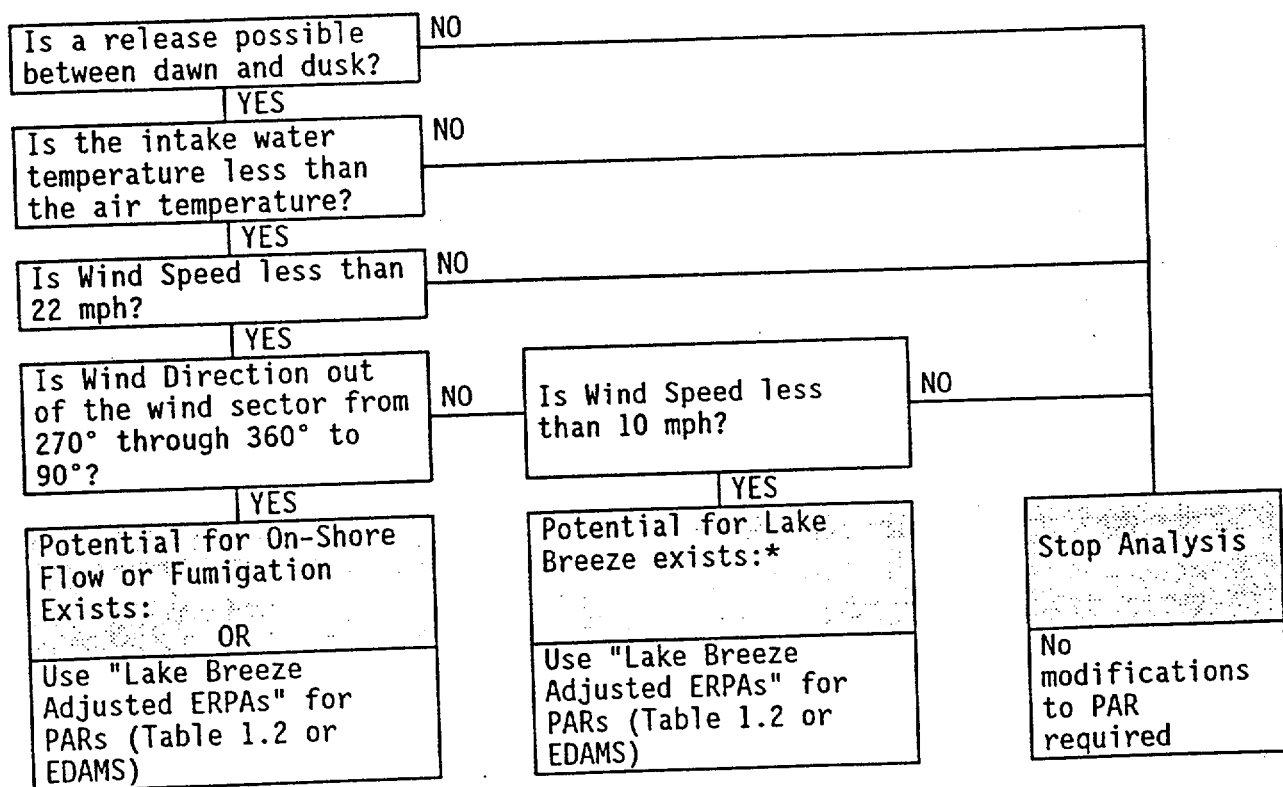 Is a release possible
between dawn and dusk?
NO
YES
Is the intake water
temperature less than
the air temperature?
NO
YES
Is Wind Speed less than
22 mph?
NO
YES
Is Wind Direction out
of the wind sector from
270° through 360° to
90°?
NO
Is Wind Speed less
than 10 mph?
NO
YES
YES
Potential for On-Shore
Flow or Fumigation
Exists:
OR
Use "Lake Breeze
Adjusted ERPAs" for
PARs (Table 1.2 or
EDAMS)
Potential for Lake
Breeze exists:*
Use "Lake Breeze
Adjusted ERPAs" for
PARs (Table 1.2 or
EDAMS)
Stop Analysis
No
modifications
to PAR
required